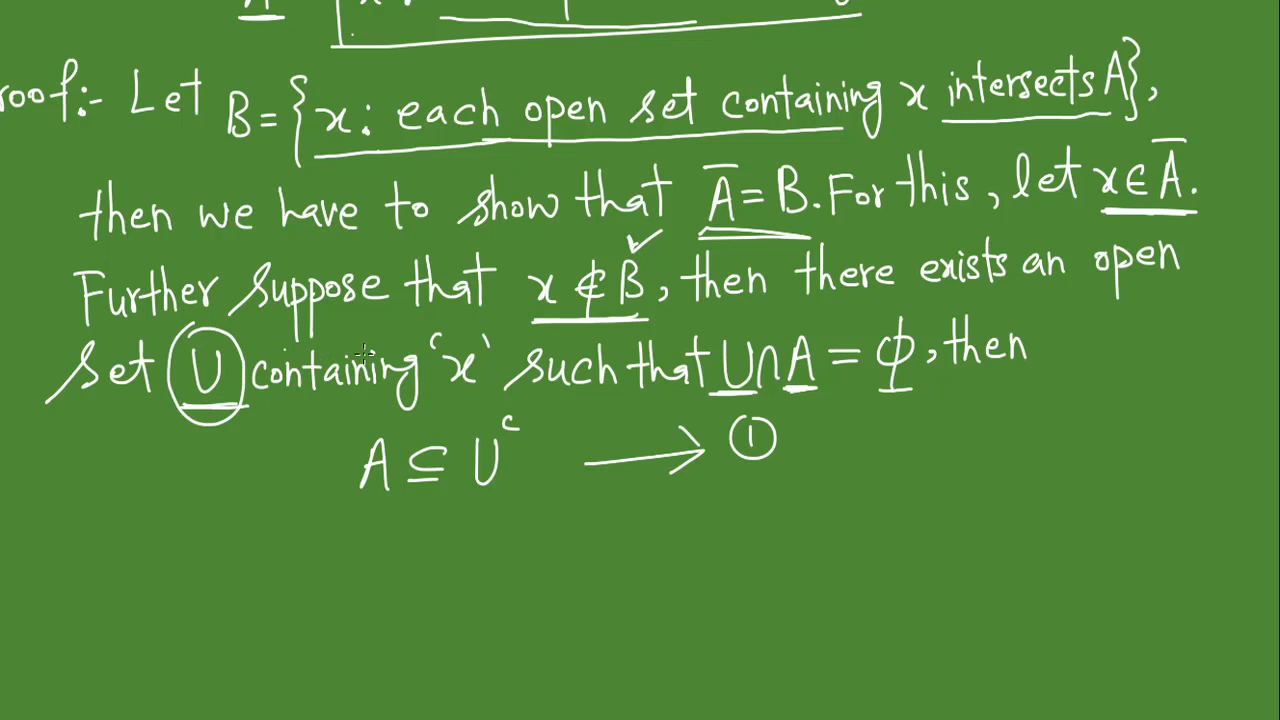 roof:- Let B = {x : each open set containing x intersects A},
then we have to show that A̅ = B. For this, let x ∈ A̅.
Further suppose that x ∉ B, then there exists an open
set U containing 'x' such that U ∩ A = ϕ, then
A ⊆ Uᶜ → ①